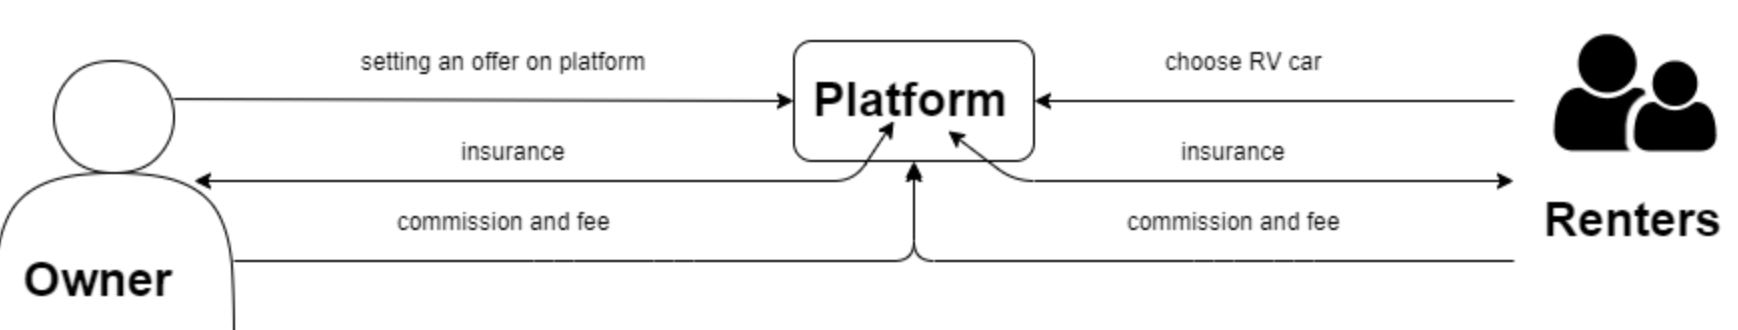 setting an offer on platform
Platform
choose RV car
insurance
insurance
commission and fee
commission and fee
Owner
Renters